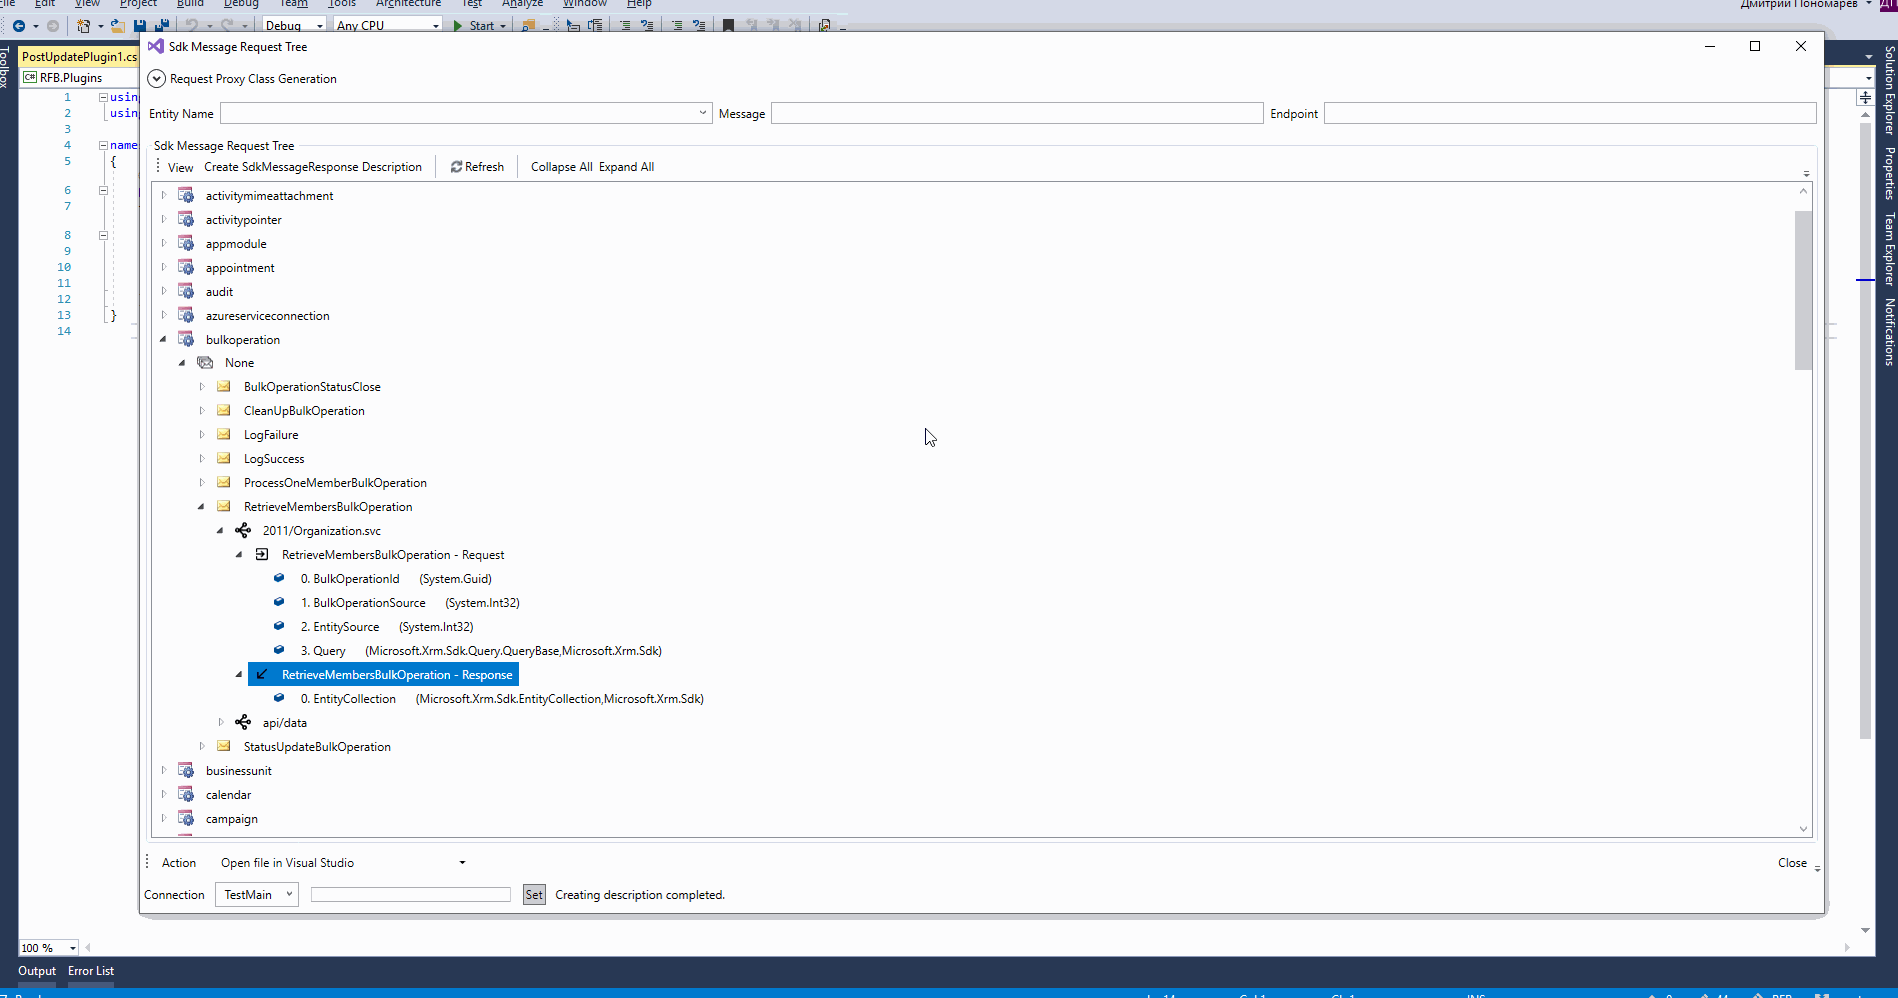 File Edit View Project Build Debug Team Tools Architecture Test Analyze Window Help
Дмитрий Пономарев ДП
Debug Any CPU Start
Toolbox
PostUpdatePlugin1.cs
RFB.Plugins
Sdk Message Request Tree
Request Proxy Class Generation
Entity Name Message Endpoint
Sdk Message Request Tree
View Create SdkMessageResponse Description Refresh Collapse All Expand All
activitymimeattachment
activitypointer
appmodule
appointment
audit
azureserviceconnection
bulkoperation
None
BulkOperationStatusClose
CleanUpBulkOperation
LogFailure
LogSuccess
ProcessOneMemberBulkOperation
RetrieveMembersBulkOperation
2011/Organization.svc
RetrieveMembersBulkOperation - Request
0. BulkOperationId (System.Guid)
1. BulkOperationSource (System.Int32)
2. EntitySource (System.Int32)
3. Query (Microsoft.Xrm.Sdk.Query.QueryBase,Microsoft.Xrm.Sdk)
RetrieveMembersBulkOperation - Response
0. EntityCollection (Microsoft.Xrm.Sdk.EntityCollection,Microsoft.Xrm.Sdk)
api/data
StatusUpdateBulkOperation
businessunit
calendar
campaign
Action Open file in Visual Studio Close
Connection TestMain Set Creating description completed.
1 usin
2 usin
3
4 name
5 {
6
7
8
9
10
11
12
13 }
14
Solution Explorer
Properties
Team Explorer
Notifications
100 %
Output Error List